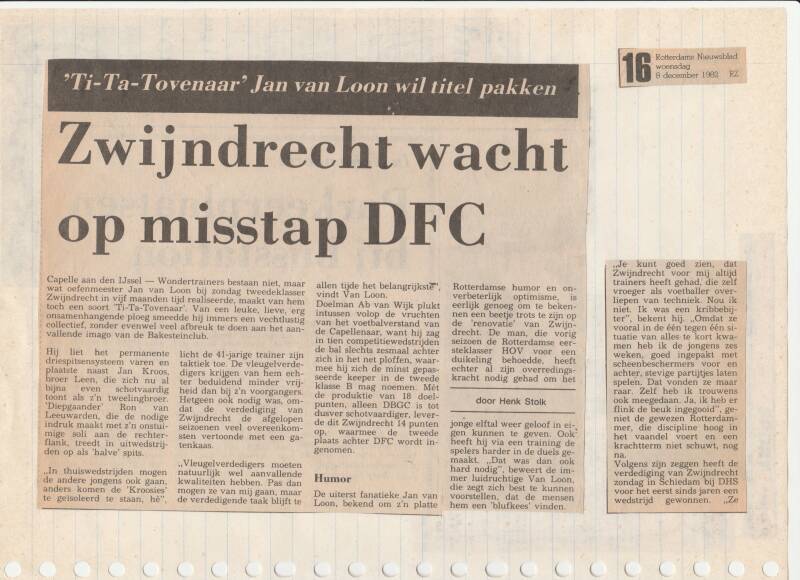 'Ti-Ta-Tovenaar' Jan van Loon wil titel pakken
Zwijndrecht wacht
op misstap DFC
16
Rotterdams Nieuwsblad
woensdag
8 december 1982 RZ
Capelle aan den IJssel — Wondertrainers bestaan niet, maar
wat oefenmeester Jan van Loon bij zondag tweedeklasser
Zwijndrecht in vijf maanden tijd realiseerde, maakt van hem
toch een soort 'Ti-Ta-Tovenaar'. Van een leuke, lieve, erg
onsamenhangende ploeg smeedde hij immers een vechtlustig
collectief, zonder evenwel veel afbreuk te doen aan het aan-
vallende imago van de Bakesteinclub.
Hij liet het permanente
driespitsensysteem varen en
plaatste naast Jan Kroos,
broer Leen, die zich nu al
bijna even schotvaardig
toont als z'n tweelingbroer.
'Diepgaander' Ron van
Leeuwarden, die de nodige
indruk maakt met z'n onstui-
mige soli aan de rechter-
flank, treedt in uitwedstrij-
den op als 'halve' spits.
„In thuiswedstrijden mogen
de andere jongens ook gaan,
anders komen de 'Kroosies'
te geïsoleerd te staan, hè",
licht de 41-jarige trainer zijn
taktiek toe. De vleugelverde-
digers krijgen van hem ech-
ter beduidend minder vrij-
heid dan bij z'n voorgangers.
Hetgeen ook nodig was, om-
dat de verdediging van
Zwijndrecht de afgelopen
seizoenen veel overeenkom-
sten vertoonde met een ga-
tenkaas.
„Vleugelverdedigers moeten
natuurlijk wel aanvallende
kwaliteiten hebben. Pas dan
mogen ze van mij gaan, maar
de verdedigende taak blijft te
allen tijde het belangrijkste",
vindt Van Loon.
Doelman Ab van Wijk plukt
intussen volop de vruchten
van het voetbalverstand van
de Capellenaar, want hij zag
in tien competitiewedstrijden
de bal slechts zesmaal achter
zich in het net ploffen, waar-
mee hij zich de minst gepas-
seerde keeper in de tweede
klasse B mag noemen. Mét
de produktie van 18 doel-
punten, alleen DBGC is tot
dusver schotvaardiger, lever-
de dit Zwijndrecht 14 punten
op, waarmee de tweede
plaats achter DFC wordt in-
genomen.
Humor
De uiterst fanatieke Jan van
Loon, bekend om z'n platte
Rotterdamse humor en on-
verbeterlijk optimisme, is
eerlijk genoeg om te beken-
nen een beetje trots te zijn op
de 'renovatie' van Zwijn-
drecht. De man, die vorig
seizoen de Rotterdamse eer-
steklasser HOV voor een
duikeling behoedde, heeft
echter al zijn overredings-
kracht nodig gehad om het
door Henk Stolk
jonge elftal weer geloof in ei-
gen kunnen te geven. Ook
heeft hij via een training de
spelers harder in de duels ge-
maakt. „Dat was dan ook
hard nodig", beweert de im-
mer luidruchtige Van Loon,
die zegt zich best te kunnen
voorstellen, dat de mensen
hem een 'blufkees' vinden.
„Je kunt goed zien, dat
Zwijndrecht voor mij altijd
trainers heeft gehad, die zelf
vroeger als voetballer over-
liepen van techniek. Nou ik
niet. Ik was een kribbebij-
ter", bekent hij. „Omdat ze
vooral in de één tegen één si-
tuatie van alles te kort kwa-
men heb ik de jongens zes
weken, goed ingepakt met
scheenbeschermers voor en
achter, stevige partijtjes laten
spelen. Dat vonden ze maar
raar. Zelf heb ik trouwens
ook meegedaan. Ja, ik heb er
flink de beuk ingegooid", ge-
niet de gewezen Rotterdam-
mer, die discipline hoog in
het vaandel voert en een
krachtterm niet schuwt, nog
na.
Volgens zijn zeggen heeft de
verdediging van Zwijndrecht
zondag in Schiedam bij DHS
voor het eerst sinds jaren een
wedstrijd gewonnen. „Ze